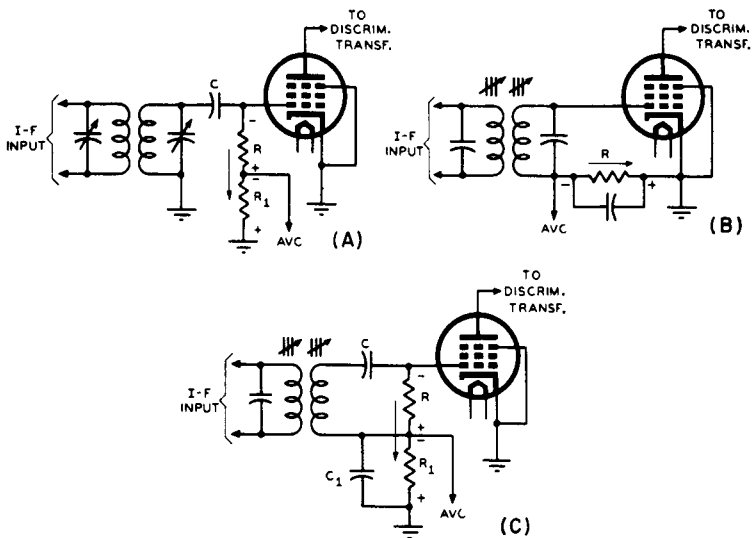 TO
DISCRIM.
TRANSF.
C
I-F
INPUT
-
R
+
-
R1
+
AVC
(A)
TO
DISCRIM.
TRANSF.
I-F
INPUT
R
-
+
AVC
(B)
TO
DISCRIM.
TRANSF.
C
I-F
INPUT
-
R
+
-
C1
R1
+
AVC
(C)